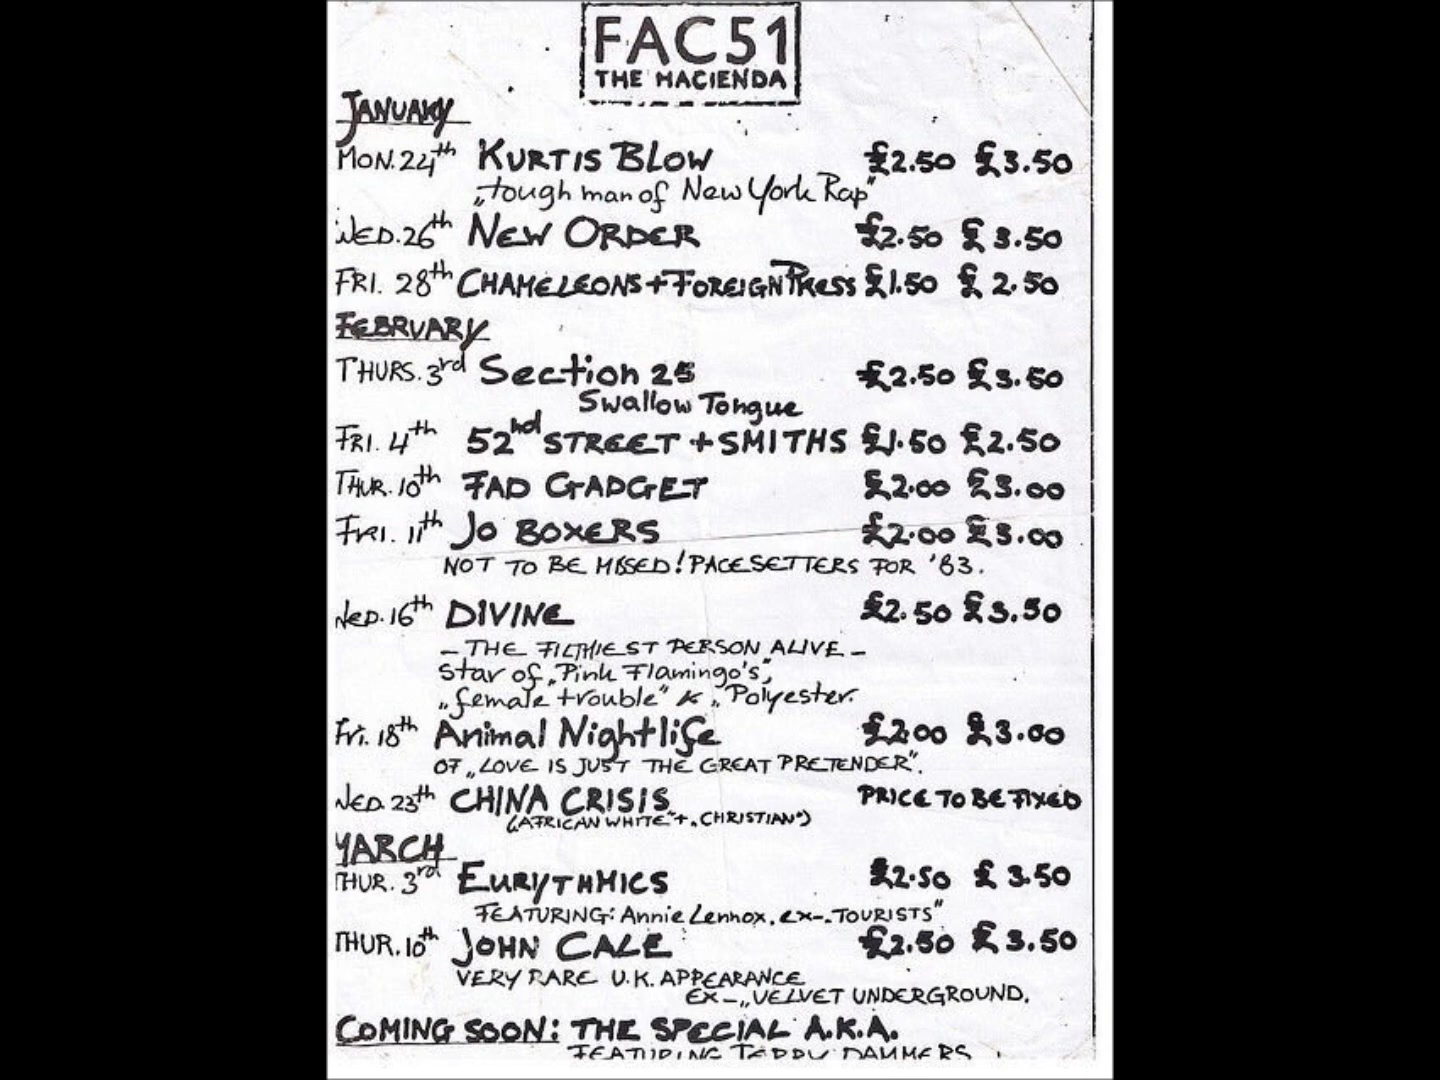 FAC 51
THE HACIENDA
JANUARY
MON. 24th KURTIS BLOW £2.50 £3.50
„tough man of New York Rap"
WED. 26th NEW ORDER £2.50 £3.50
FRI. 28th CHAMELEONS + FOREIGN PRESS £1.50 £2.50
FEBRUARY
THURS. 3rd Section 25 £2.50 £3.50
Swallow Tongue
FRI. 4th 52nd STREET + SMITHS £1.50 £2.50
THUR. 10th FAD GADGET £2.00 £3.00
FRI. 11th JO BOXERS £2.00 £3.00
NOT TO BE MISSED! PACESETTERS FOR '83.
WED. 16th DIVINE £2.50 £3.50
– THE FILTHIEST PERSON ALIVE –
Star of „Pink Flamingo's",
„female trouble" & „Polyester.
Fri. 18th Animal Nightlife £2.00 £3.00
OF „LOVE IS JUST THE GREAT PRETENDER".
WED. 23th CHINA CRISIS PRICE TO BE FIXED
(„AFRICAN WHITE" + „CHRISTIAN")
MARCH
THUR. 3rd EURYTHMICS £2.50 £3.50
FEATURING: Annie Lennox, ex-„TOURISTS"
THUR. 10th JOHN CALE £2.50 £3.50
VERY RARE U.K. APPEARANCE
EX-„VELVET UNDERGROUND.
COMING SOON: THE SPECIAL A.K.A.
FEATURING TERRY DAMMERS